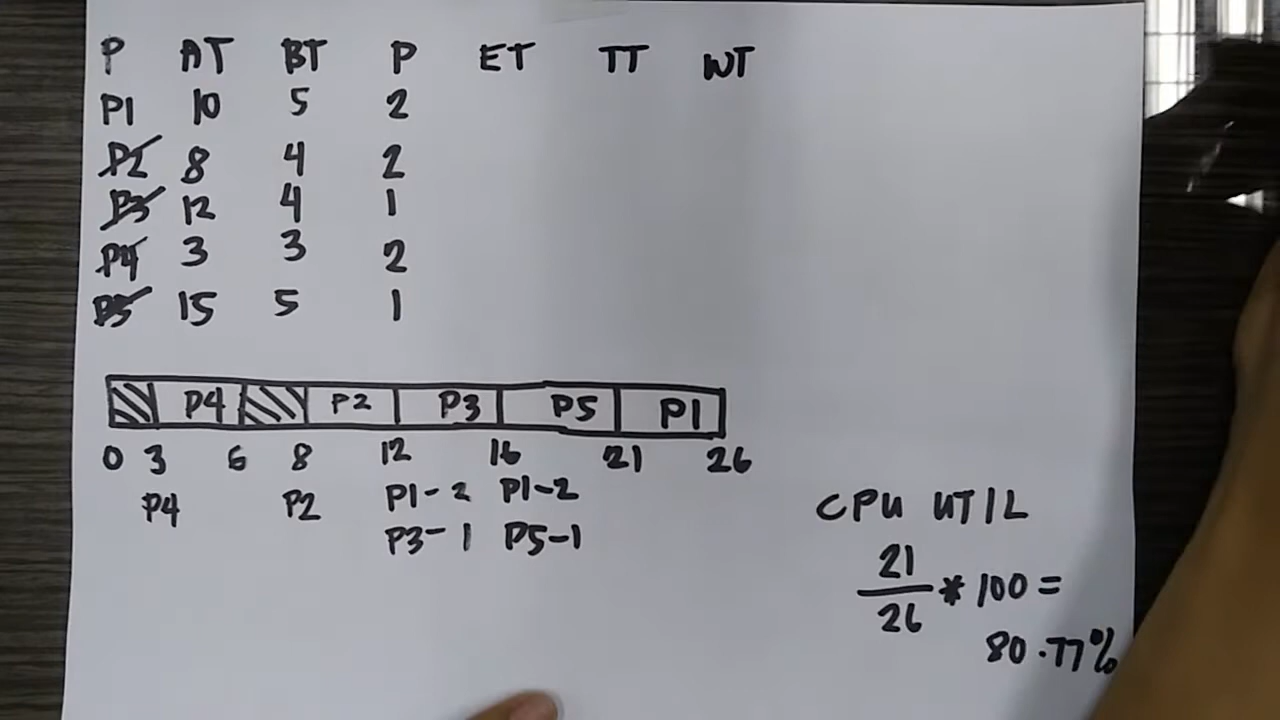 P AT BT P ET TT WT
P1 10 5 2
P2 8 4 2
P3 12 4 1
P4 3 3 2
P5 15 5 1
P4 P2 P3 P5 P1
0 3 6 8 12 16 21 26
P4 P2 P1-2 P1-2
P3-1 P5-1
CPU UTIL
21
26 * 100 =
80.77%